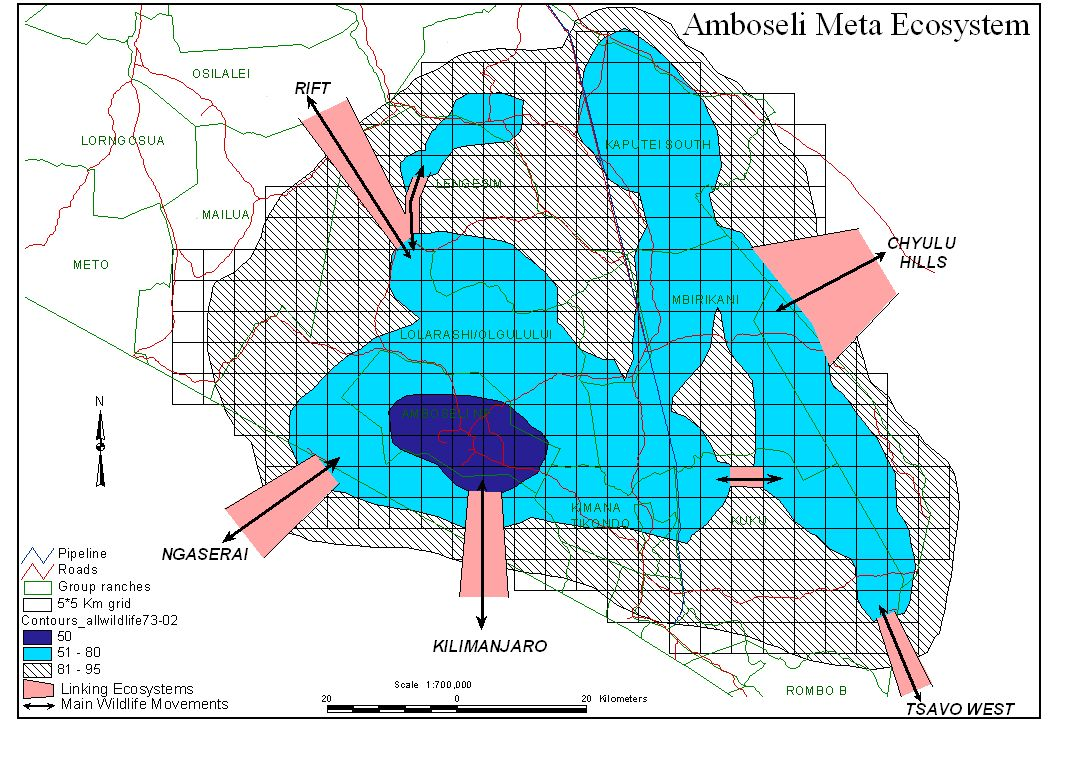 Amboseli Meta Ecosystem
OSILALEI
RIFT
LORNGOSUA
KAPUTEI SOUTH
LENGESIM
MAILUA
CHYULU
HILLS
METO
MBIRIKANI
LOLARASHI/OLGULULUI
N
AMBOSELI NP
KIMANA
TIKONDO
KUKU
NGASERAI
Pipeline
Roads
Group ranches
5*5 Km grid
Contours_allwildlife73-02
50
51 - 80
81 - 95
Linking Ecosystems
Main Wildlife Movements
KILIMANJARO
Scale 1:700,000
20 0 20 Kilometers
ROMBO B
TSAVO WEST